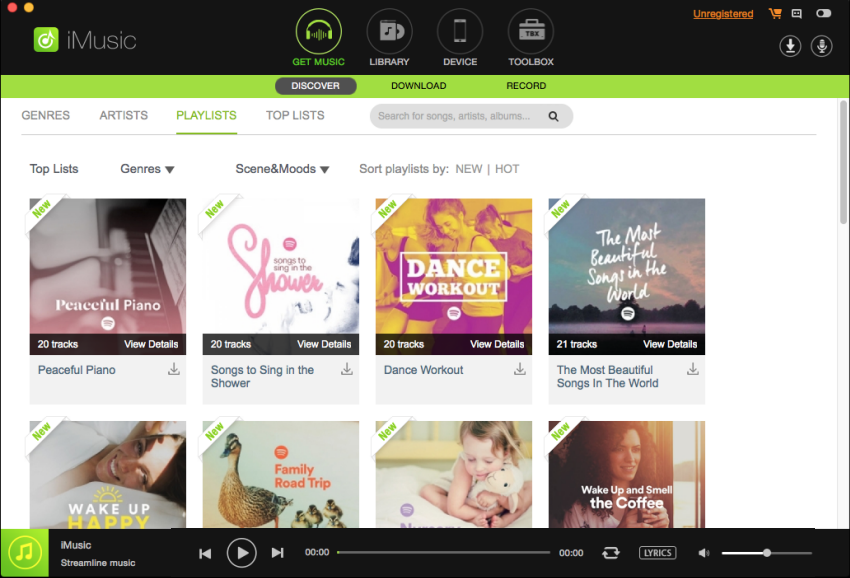 Unregistered
iMusic
GET MUSIC
LIBRARY
DEVICE
TBX
TOOLBOX
DISCOVER
DOWNLOAD
RECORD
GENRES
ARTISTS
PLAYLISTS
TOP LISTS
Search for songs, artists, albums...
Top Lists
Genres
Scene&Moods
Sort playlists by: NEW | HOT
New
Peaceful Piano
20 tracks
View Details
Peaceful Piano
New
songs to
sing in the
Shower
20 tracks
View Details
Songs to Sing in the
Shower
New
DANCE
WORKOUT
20 tracks
View Details
Dance Workout
New
The Most
Beautiful
Songs in the
World
21 tracks
View Details
The Most Beautiful
Songs In The World
New
WAKE UP
HAPPY
New
Family
Road Trip
New
New
Wake Up and Smell
the Coffee
iMusic
Streamline music
00:00
00:00
LYRICS